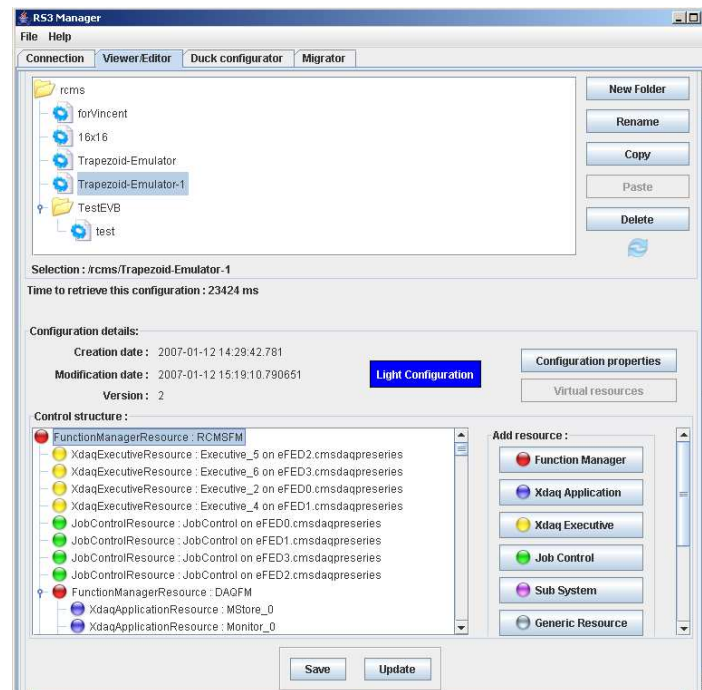 RS3 Manager
File Help
Connection Viewer/Editor Duck configurator Migrator
rcms
forVincent
16x16
Trapezoid-Emulator
Trapezoid-Emulator-1
TestEVB
test
New Folder
Rename
Copy
Paste
Delete
Selection : /rcms/Trapezoid-Emulator-1
Time to retrieve this configuration : 23424 ms
Configuration details:
Creation date : 2007-01-12 14:29:42.781
Modification date : 2007-01-12 15:19:10.790651
Version : 2
Light Configuration
Configuration properties
Virtual resources
Control structure :
FunctionManagerResource : RCMSFM
XdaqExecutiveResource : Executive_5 on eFED2.cmsdaqpreseries
XdaqExecutiveResource : Executive_6 on eFED3.cmsdaqpreseries
XdaqExecutiveResource : Executive_2 on eFED0.cmsdaqpreseries
XdaqExecutiveResource : Executive_4 on eFED1.cmsdaqpreseries
JobControlResource : JobControl on eFED0.cmsdaqpreseries
JobControlResource : JobControl on eFED1.cmsdaqpreseries
JobControlResource : JobControl on eFED3.cmsdaqpreseries
JobControlResource : JobControl on eFED2.cmsdaqpreseries
FunctionManagerResource : DAQFM
XdaqApplicationResource : MStore_0
XdaqApplicationResource : Monitor_0
Add resource :
Function Manager
Xdaq Application
Xdaq Executive
Job Control
Sub System
Generic Resource
Save Update